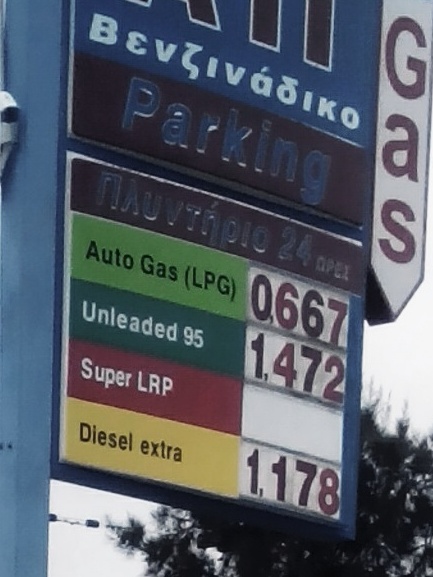 Βενζινάδικο
Parking
Πλυντήριο 24 ΩΡΕΣ
Auto Gas (LPG) 0.667
Unleaded 95 1.472
Super LRP
Diesel extra 1.178
Gas